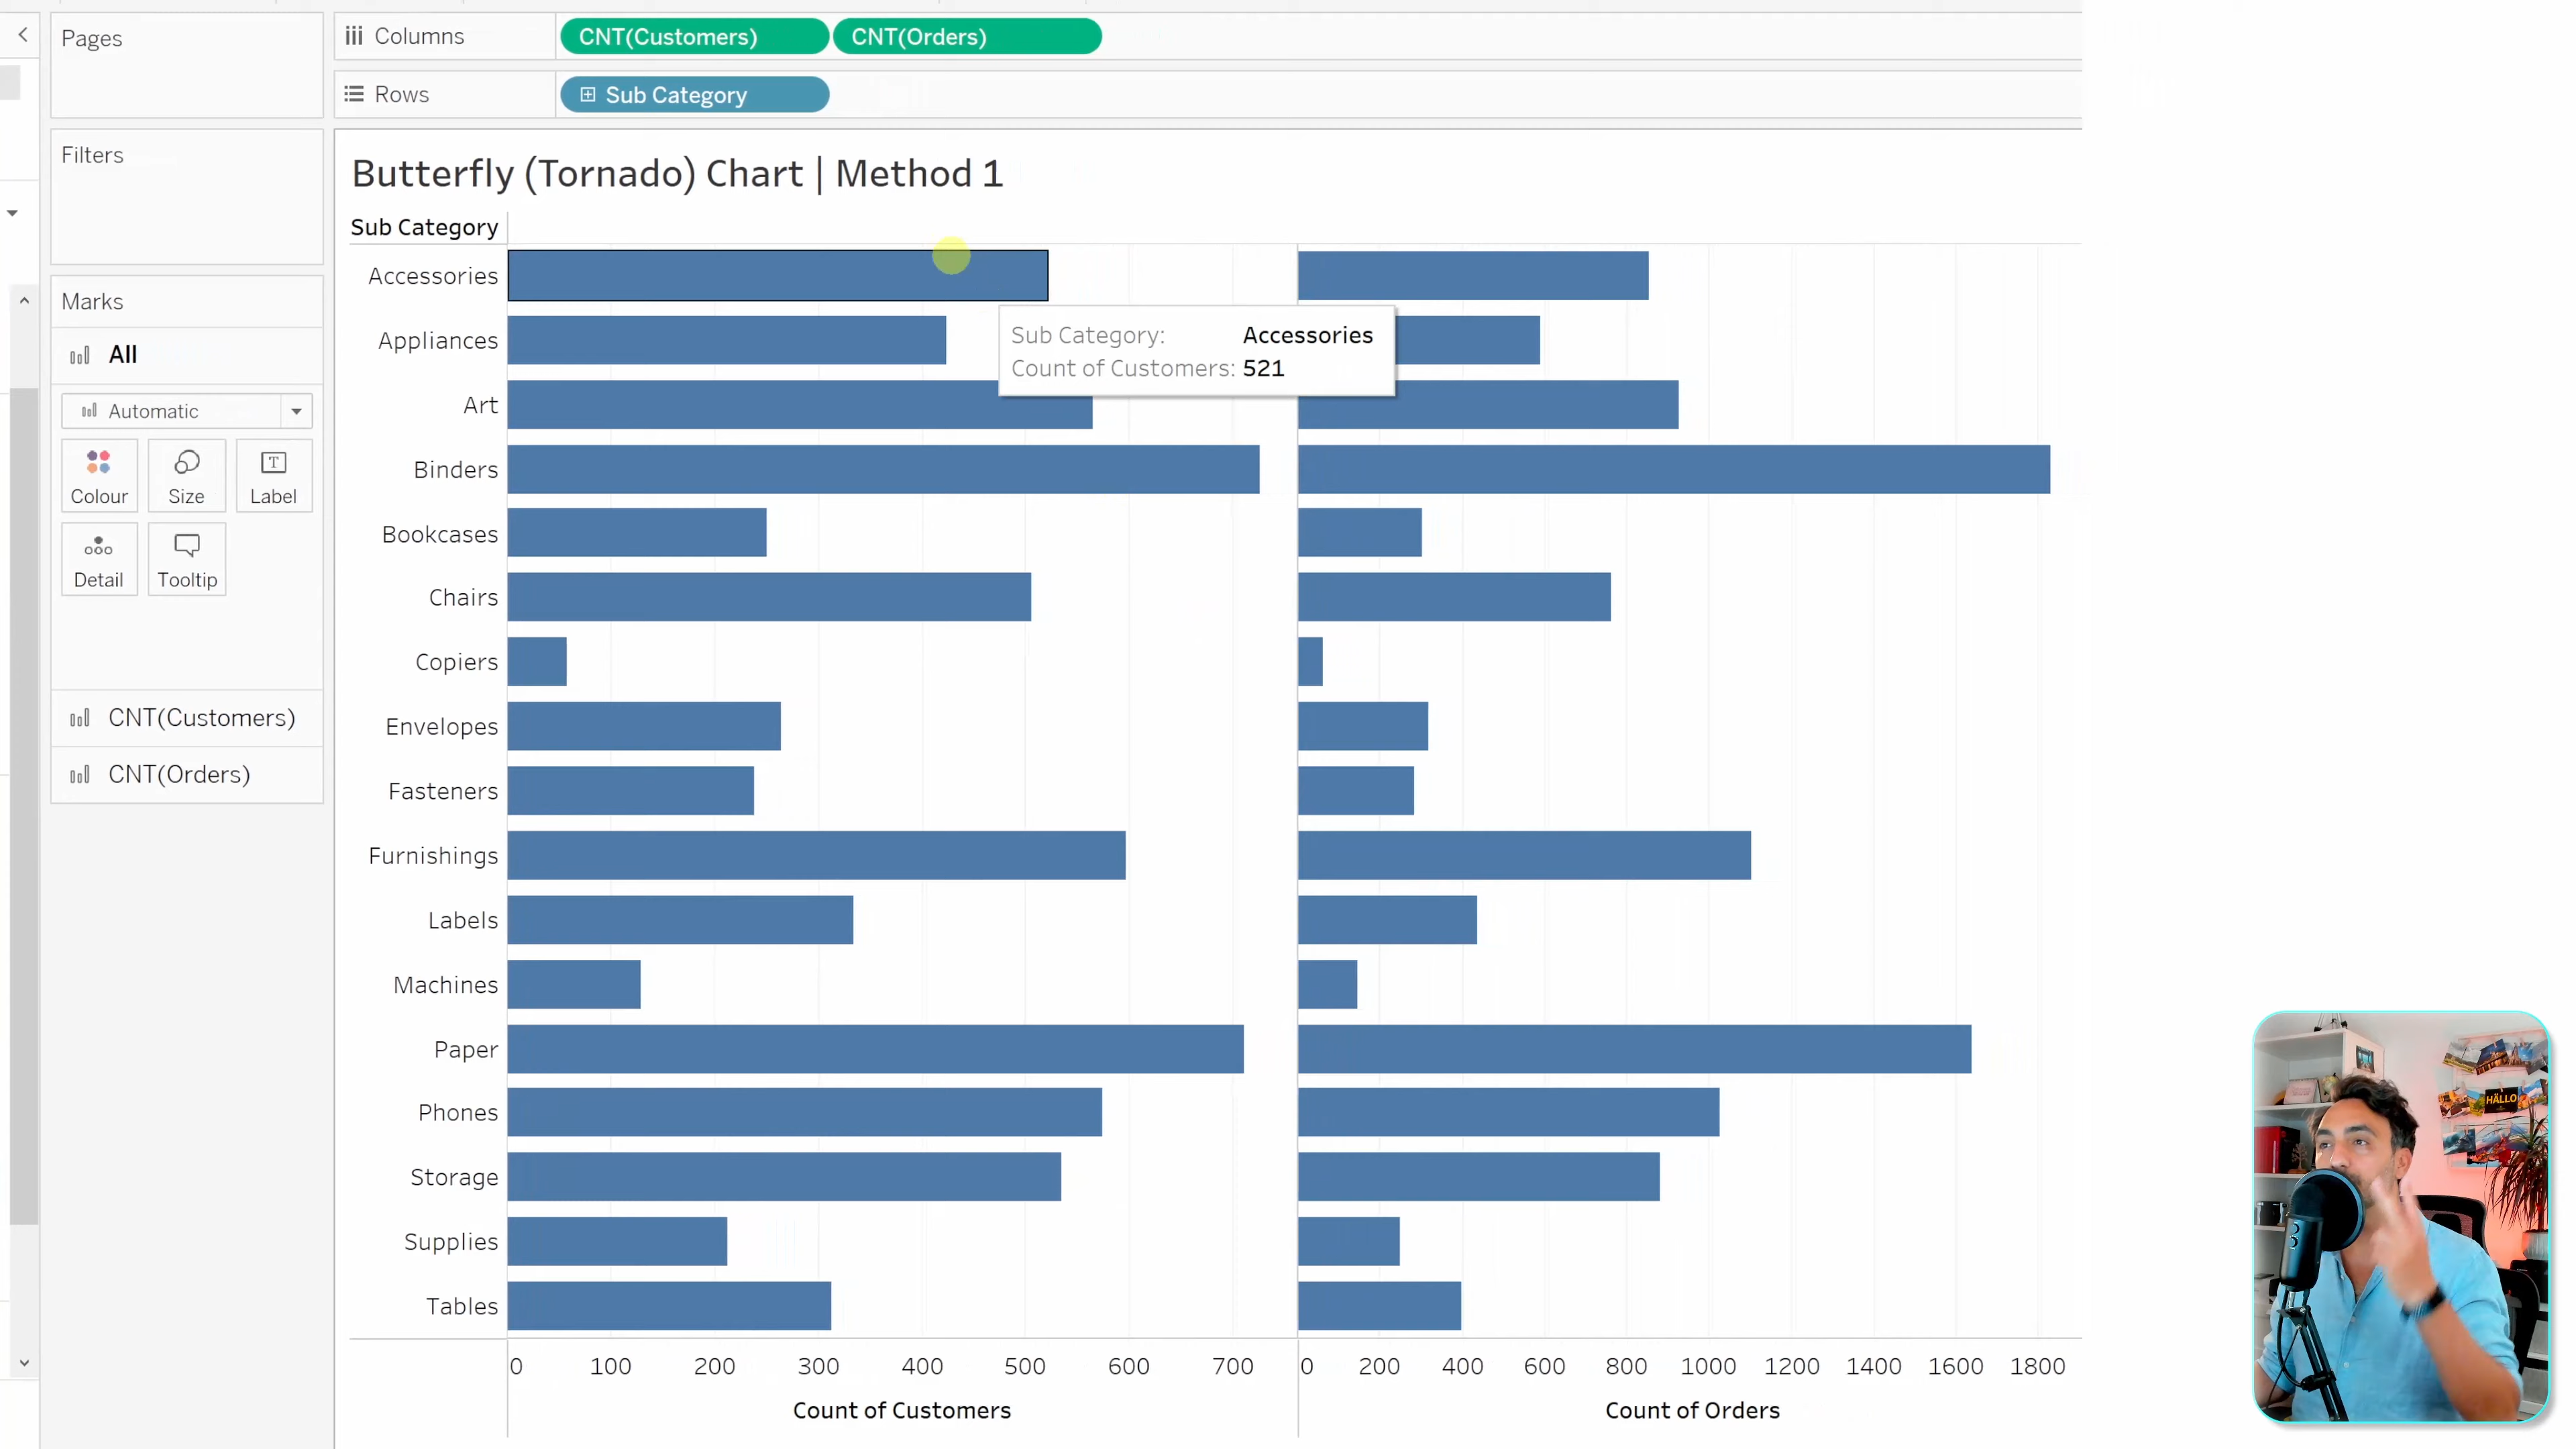 Pages
Columns
CNT(Customers)
CNT(Orders)
Rows
Sub Category
Filters
Marks
All
Automatic
Colour
Size
T
Label
Detail
Tooltip
CNT(Customers)
CNT(Orders)
Butterfly (Tornado) Chart | Method 1
Sub Category
Accessories
Appliances
Art
Binders
Bookcases
Chairs
Copiers
Envelopes
Fasteners
Furnishings
Labels
Machines
Paper
Phones
Storage
Supplies
Tables
Sub Category: Accessories
Count of Customers: 521
0 100 200 300 400 500 600 700
0 200 400 600 800 1000 1200 1400 1600 1800
Count of Customers
Count of Orders
HÄLLO